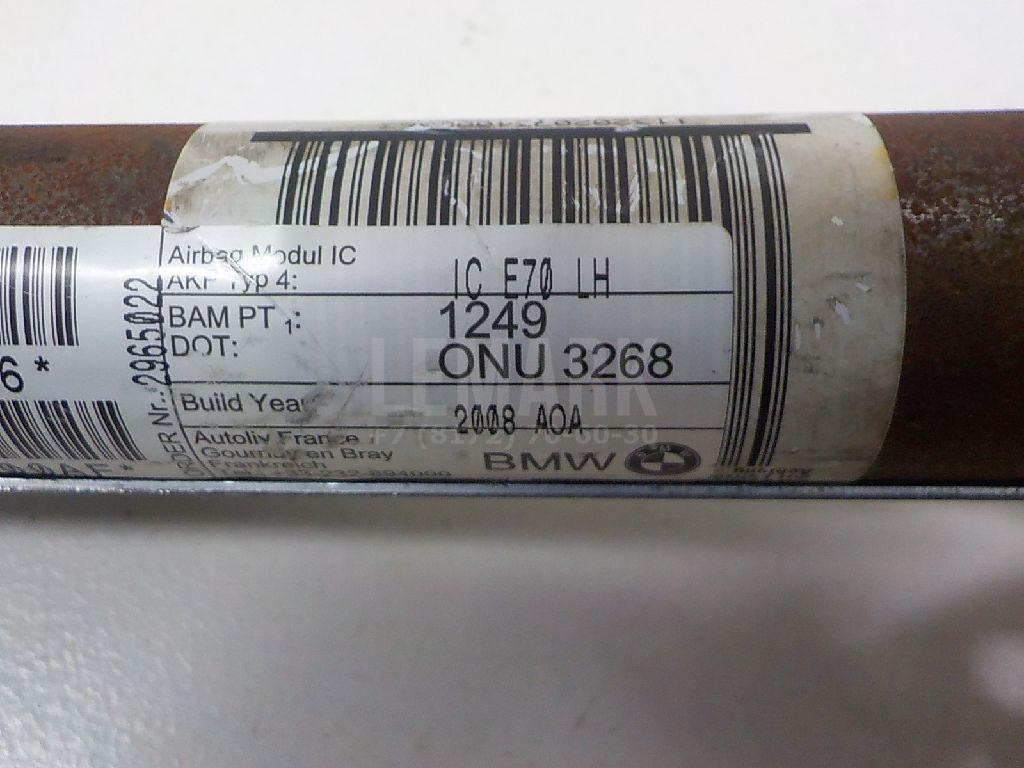 Airbag Modul IC
AKF Typ 4: IC E70 LH
BAM PT 1: 1249
DOT: ONU 3268
Build Year 2008 AOA
Autoliv France
Gournay en Bray
Frankreich
BMW
ORDER Nr.: 2965022
6*
LEMARK